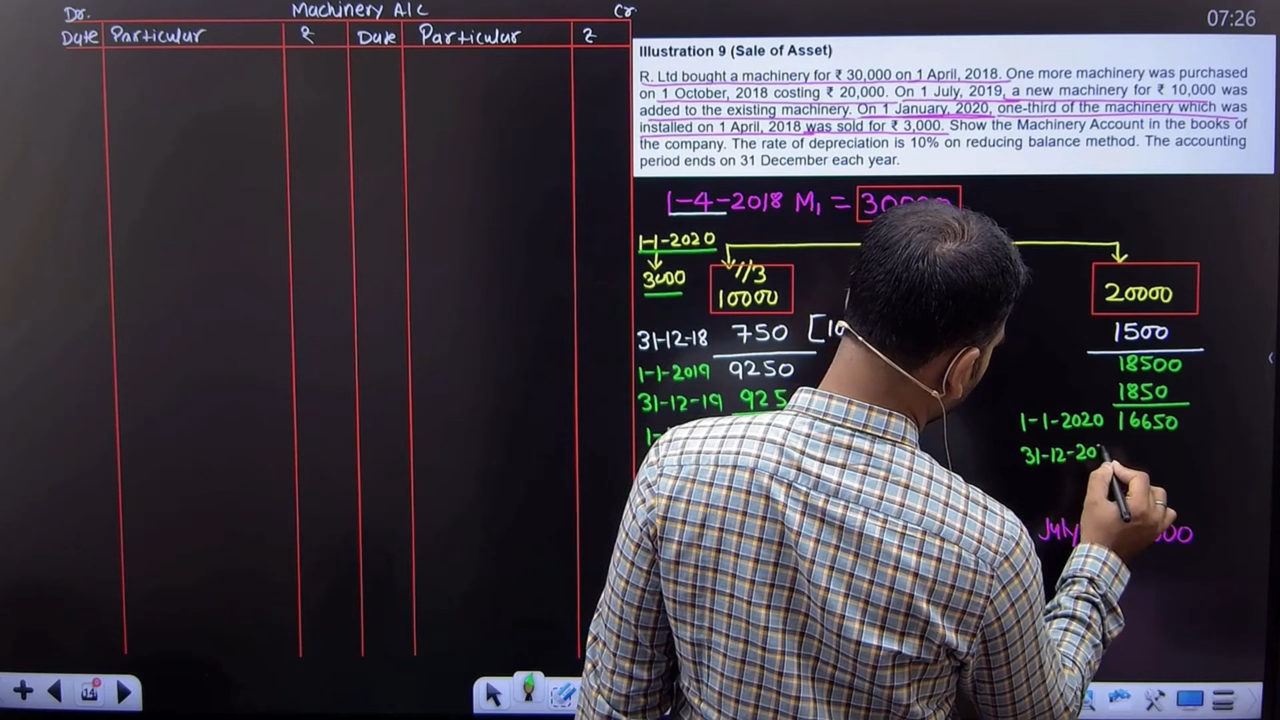 Dr. Machinery A/c Cr
07:26
Date Particular ₹ Date Particular ₹
Illustration 9 (Sale of Asset)
R. Ltd bought a machinery for ₹ 30,000 on 1 April, 2018. One more machinery was purchased
on 1 October, 2018 costing ₹ 20,000. On 1 July, 2019, a new machinery for ₹ 10,000 was
added to the existing machinery. On 1 January, 2020, one-third of the machinery which was
installed on 1 April, 2018 was sold for ₹ 3,000. Show the Machinery Account in the books of
the company. The rate of depreciation is 10% on reducing balance method. The accounting
period ends on 31 December each year.
1-4-2018 M1 =
1-1-2020
3000
1/3
10000
20000
31-12-18 750 [10
1500
1-1-2019 9250
18500
31-12-19 925
1850
1-1-2020 16650
31-12-20
July
14